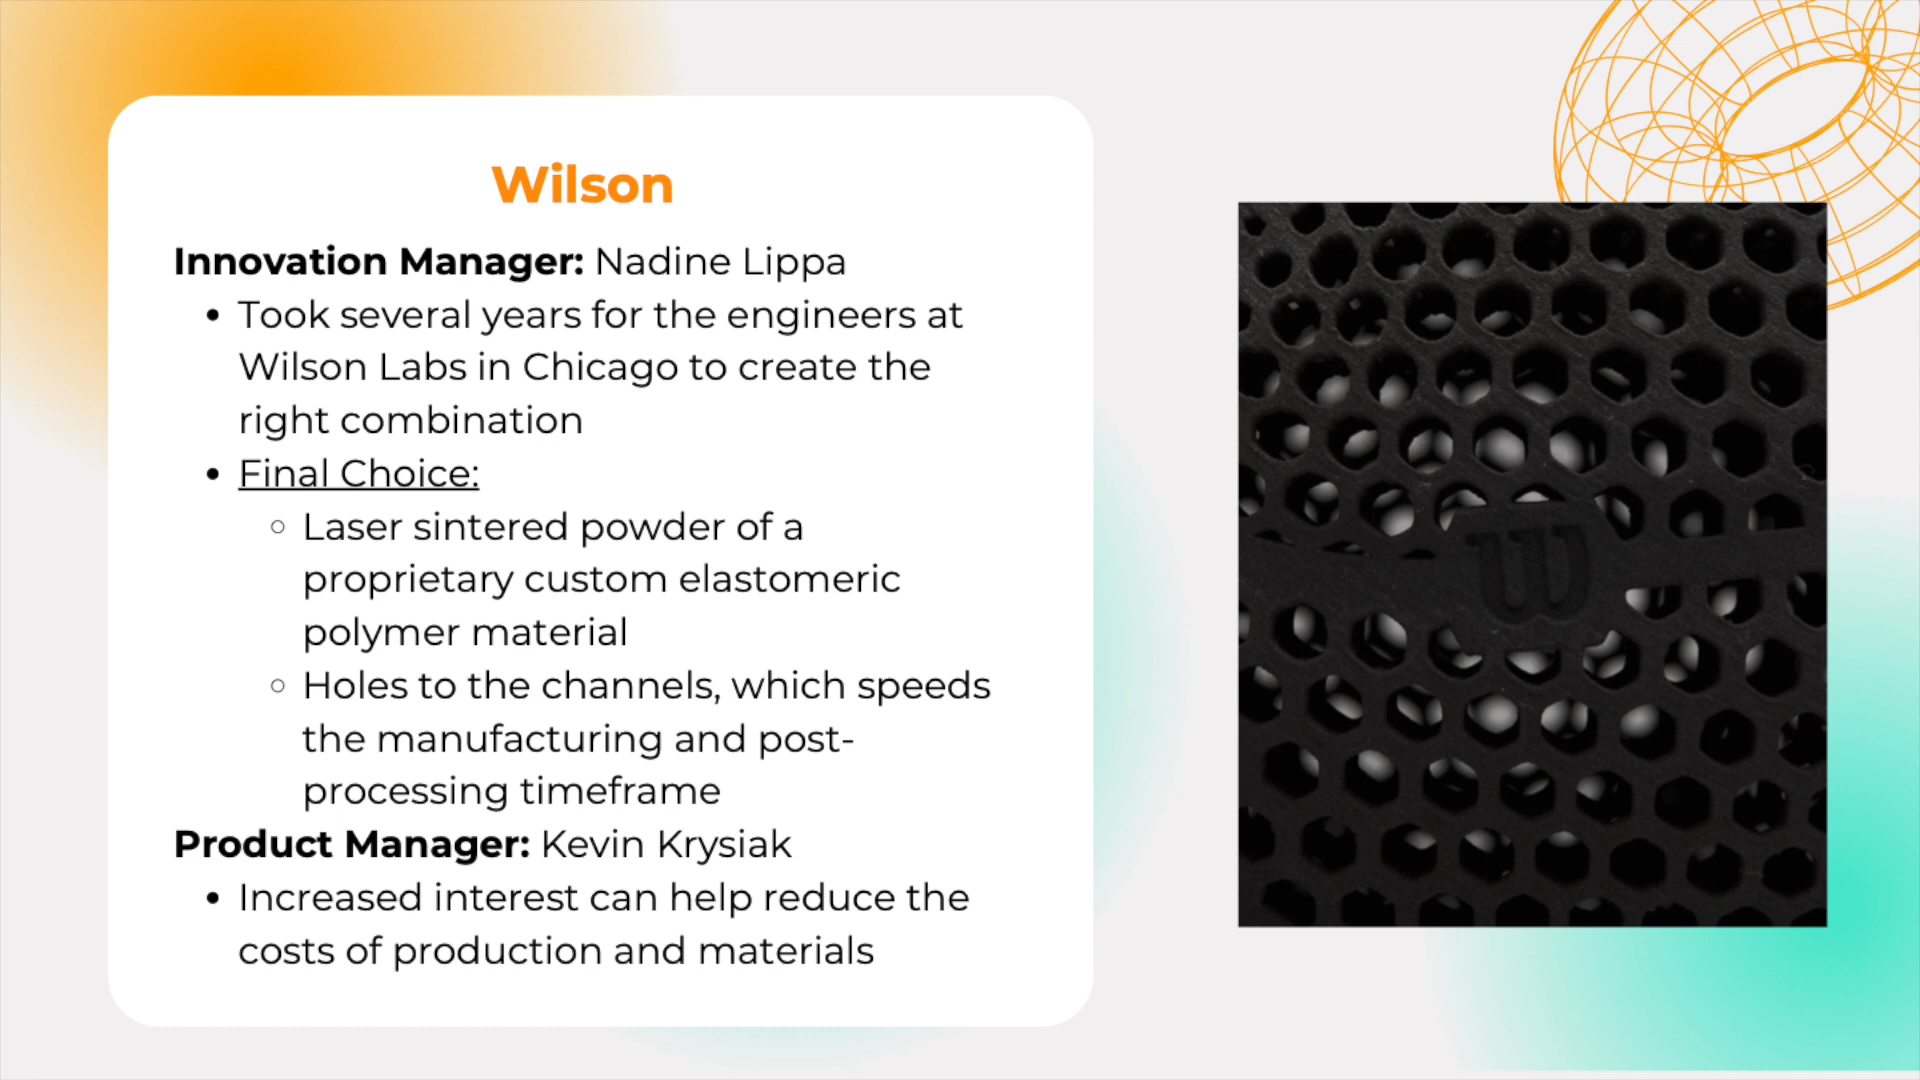 Wilson
Innovation Manager: Nadine Lippa
• Took several years for the engineers at
Wilson Labs in Chicago to create the
right combination
• Final Choice:
○ Laser sintered powder of a
proprietary custom elastomeric
polymer material
○ Holes to the channels, which speeds
the manufacturing and post-
processing timeframe
Product Manager: Kevin Krysiak
• Increased interest can help reduce the
costs of production and materials
W